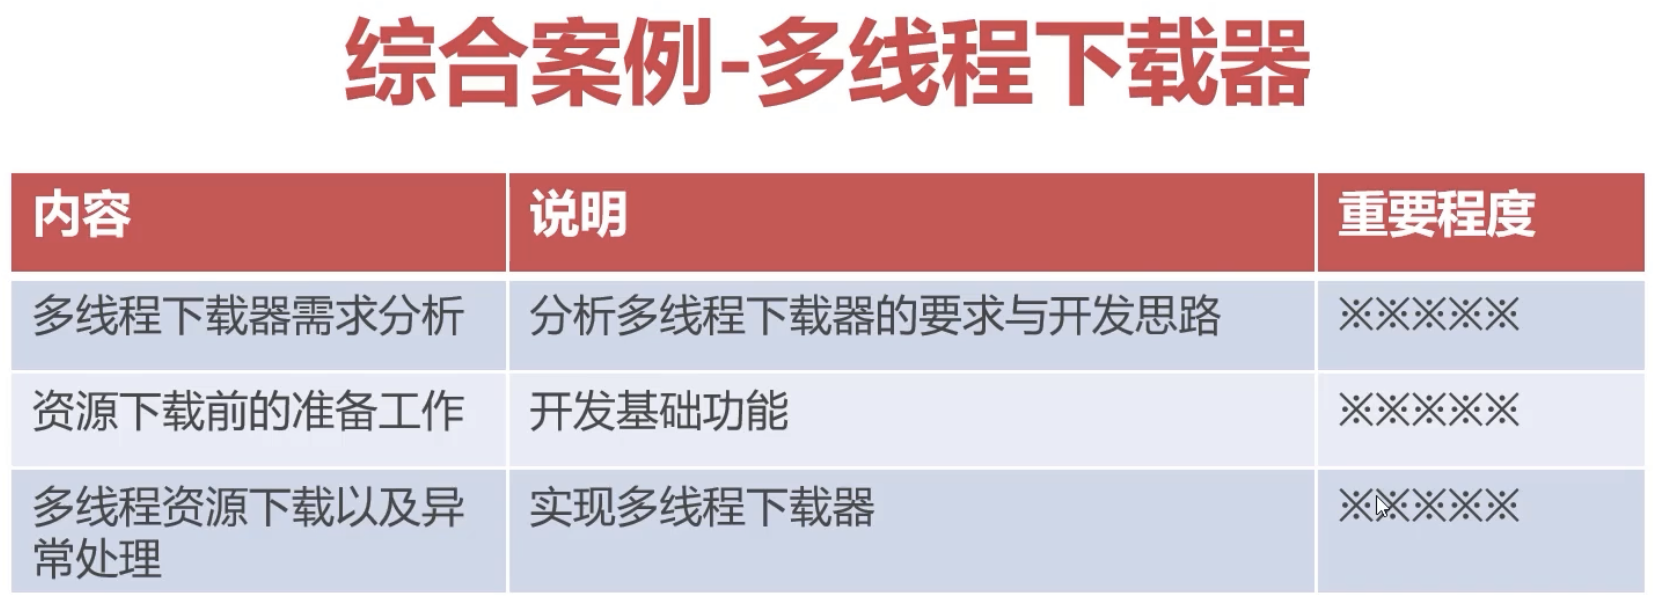 综合案例-多线程下载器
内容 说明 重要程度
多线程下载器需求分析 分析多线程下载器的要求与开发思路 ※※※※※
资源下载前的准备工作 开发基础功能 ※※※※※
多线程资源下载以及异 实现多线程下载器 ※※※※※
常处理